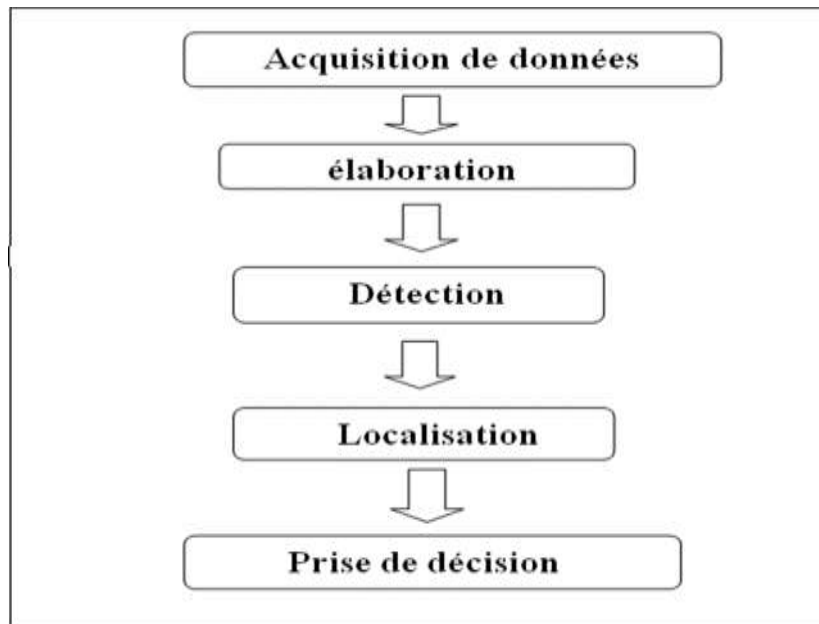 Acquisition de données
élaboration
Détection
Localisation
Prise de décision